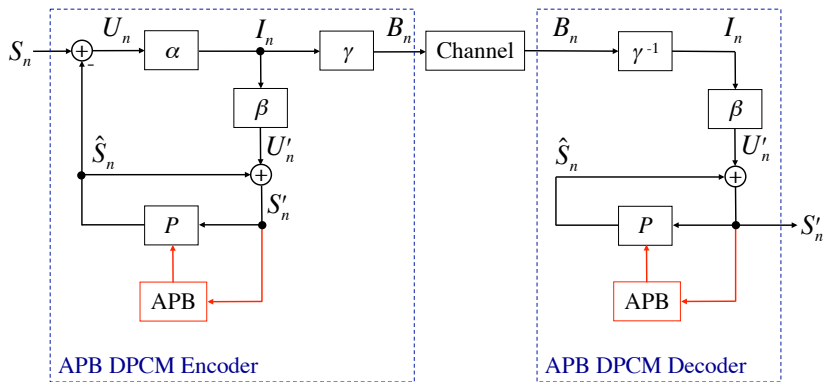 Sₙ
Uₙ
α
Iₙ
γ
Bₙ
Channel
Bₙ
γ⁻¹
Iₙ
-
β
β
Ŝₙ
U′ₙ
+
Ŝₙ
U′ₙ
+
P
S′ₙ
P
S′ₙ
APB
APB
APB DPCM Encoder
APB DPCM Decoder